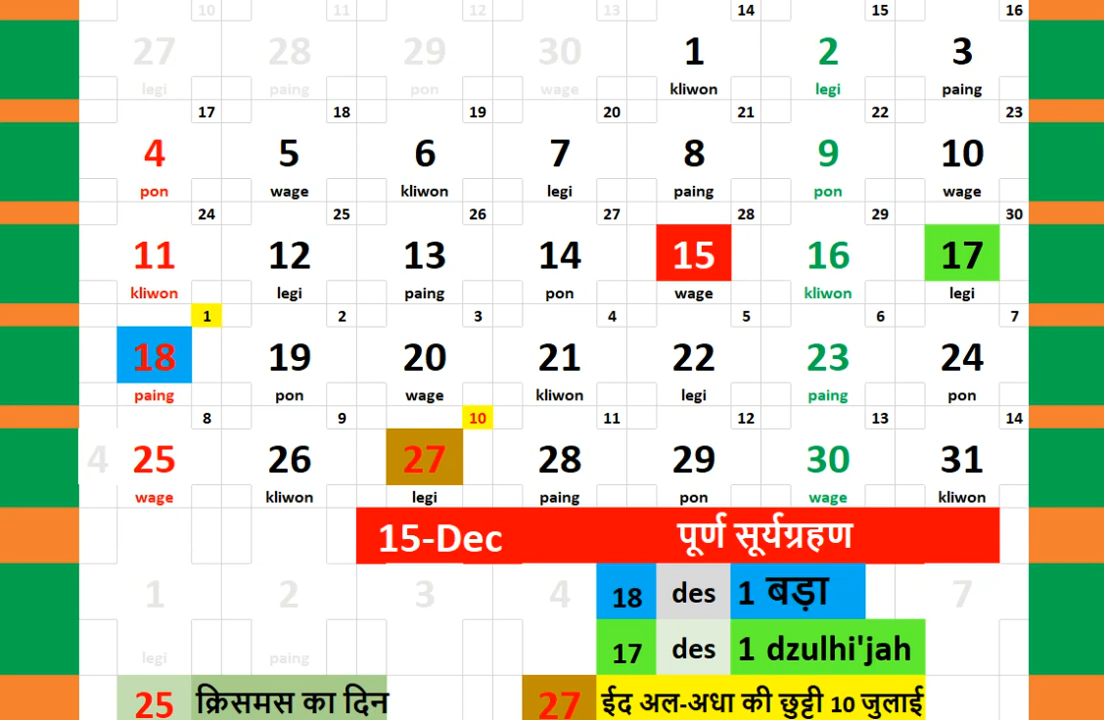 10 11 12 13 14 15 16
27 28 29 30 1 2 3
legi paing pon wage kliwon legi paing
17 18 19 20 21 22 23
4 5 6 7 8 9 10
pon wage kliwon legi paing pon wage
24 25 26 27 28 29 30
11 12 13 14 15 16 17
kliwon legi paing pon wage kliwon legi
1 2 3 4 5 6 7
18 19 20 21 22 23 24
paing pon wage kliwon legi paing pon
8 9 10 11 12 13 14
4 25 26 27 28 29 30 31
wage kliwon legi paing pon wage kliwon
15-Dec पूर्ण सूर्यग्रहण
1 2 3 4 18 des 1 बड़ा 7
legi paing 17 des 1 dzulhi'jah
25 क्रिसमस का दिन 27 ईद अल-अधा की छुट्टी 10 जुलाई